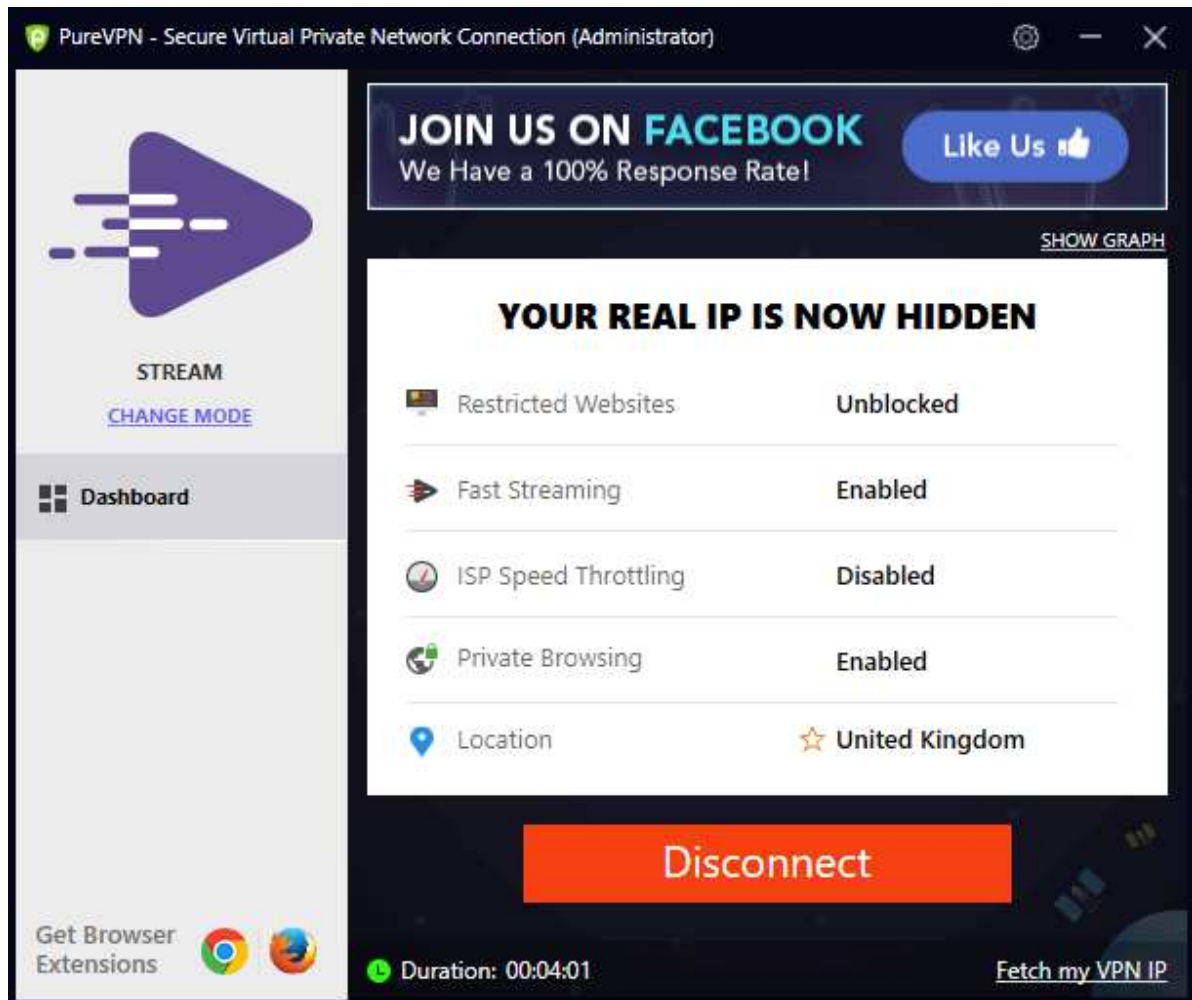 PureVPN - Secure Virtual Private Network Connection (Administrator)
JOIN US ON FACEBOOK
We Have a 100% Response Rate!
Like Us
SHOW GRAPH
STREAM
CHANGE MODE
Dashboard
YOUR REAL IP IS NOW HIDDEN
Restricted Websites Unblocked
Fast Streaming Enabled
ISP Speed Throttling Disabled
Private Browsing Enabled
Location United Kingdom
Disconnect
Get Browser
Extensions
Duration: 00:04:01
Fetch my VPN IP